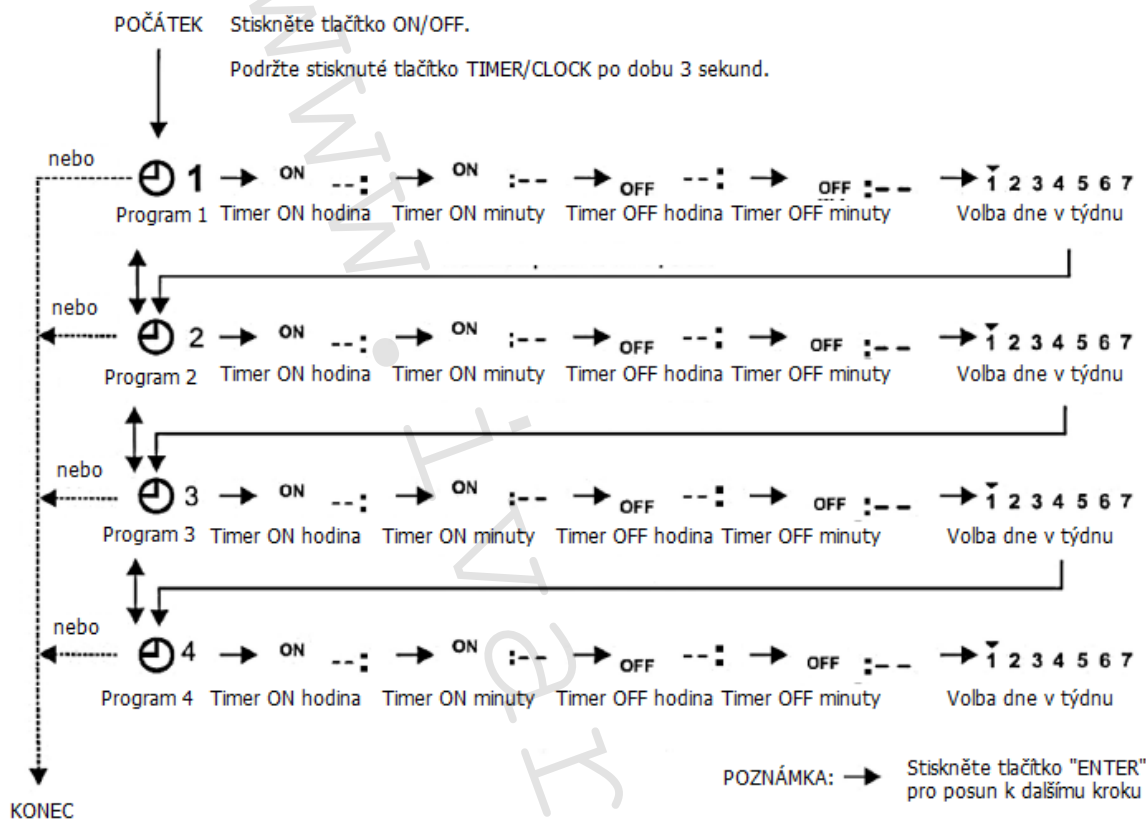 POČÁTEK Stiskněte tlačítko ON/OFF.
Podržte stisknuté tlačítko TIMER/CLOCK po dobu 3 sekund.
nebo
1 ON --: ON :-- OFF --: OFF :-- 1 2 3 4 5 6 7
Program 1 Timer ON hodina Timer ON minuty Timer OFF hodina Timer OFF minuty Volba dne v týdnu
nebo
2 ON --: ON :-- OFF --: OFF :-- 1 2 3 4 5 6 7
Program 2 Timer ON hodina Timer ON minuty Timer OFF hodina Timer OFF minuty Volba dne v týdnu
nebo
3 ON --: ON :-- OFF --: OFF :-- 1 2 3 4 5 6 7
Program 3 Timer ON hodina Timer ON minuty Timer OFF hodina Timer OFF minuty Volba dne v týdnu
nebo
4 ON --: ON :-- OFF --: OFF :-- 1 2 3 4 5 6 7
Program 4 Timer ON hodina Timer ON minuty Timer OFF hodina Timer OFF minuty Volba dne v týdnu
POZNÁMKA: Stiskněte tlačítko "ENTER"
pro posun k dalšímu kroku
KONEC
www.ivar